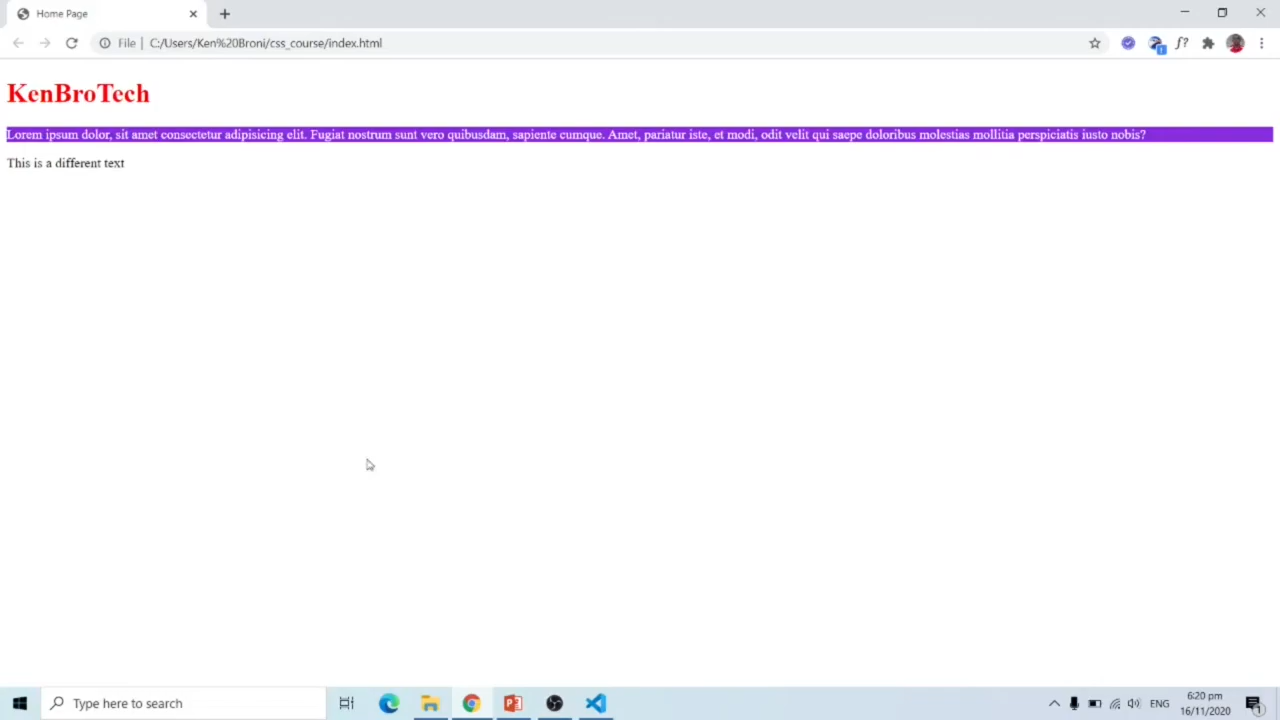 Home Page
File | C:/Users/Ken%20Broni/css_course/index.html
f?
KenBroTech
Lorem ipsum dolor, sit amet consectetur adipisicing elit. Fugiat nostrum sunt vero quibusdam, sapiente cumque. Amet, pariatur iste, et modi, odit velit qui saepe doloribus molestias mollitia perspiciatis iusto nobis?
This is a different text
Type here to search
ENG
6:20 pm
16/11/2020
1